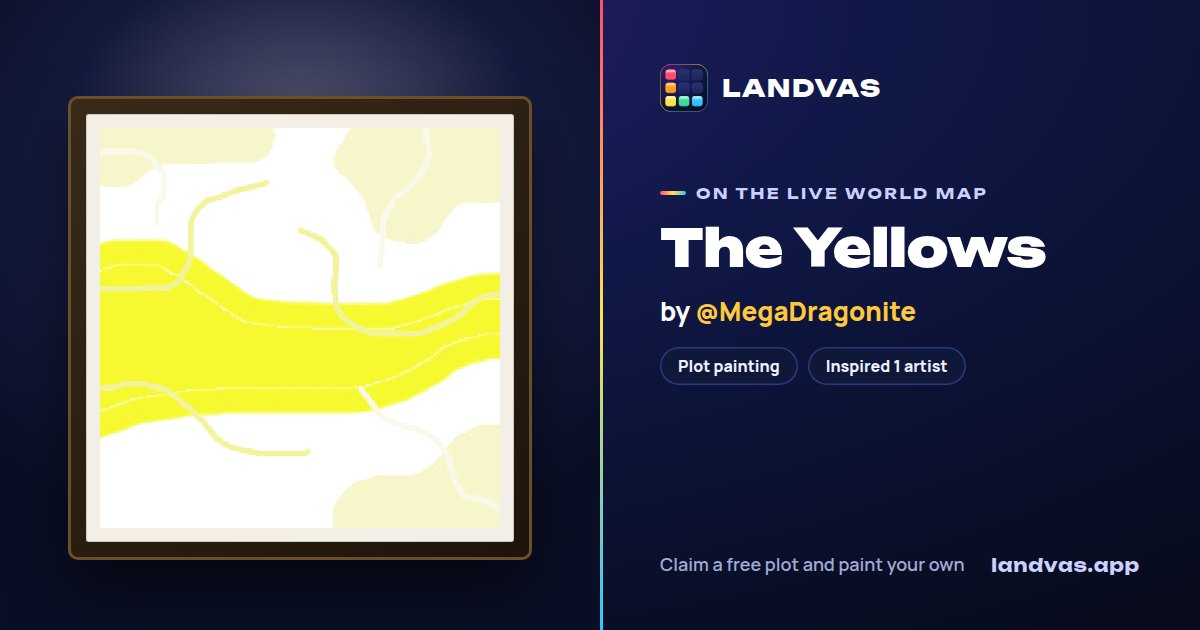 LANDVAS
ON THE LIVE WORLD MAP
The Yellows
by @MegaDragonite
Plot painting
Inspired 1 artist
Claim a free plot and paint your own landvas.app